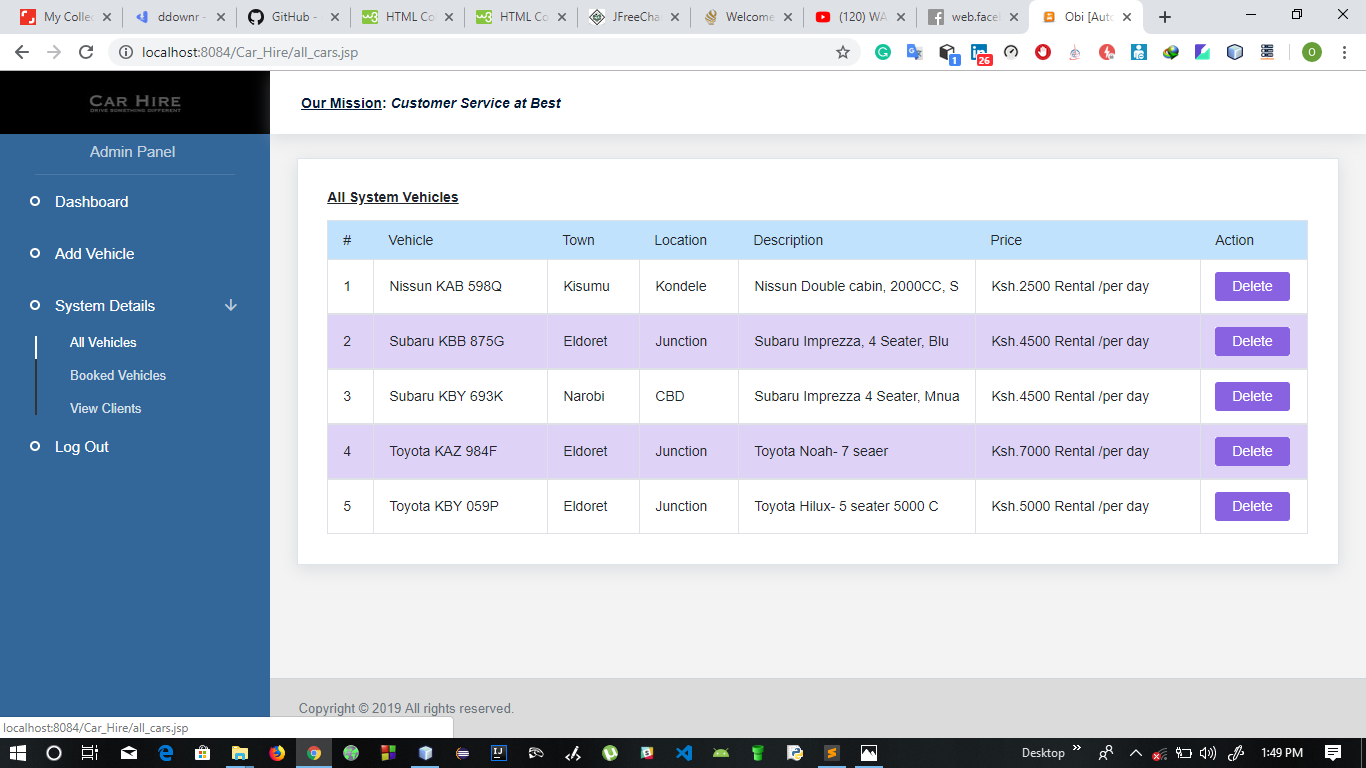 My Collec
ddownr -
GitHub -
HTML Co
HTML Co
JFreeCha
Welcome
(120) WA
web.facel
Obi [Auto
localhost:8084/Car_Hire/all_cars.jsp
1
26
O
CAR HIRE
DRIVE SOMETHING DIFFERENT
Our Mission: Customer Service at Best
Admin Panel
Dashboard
Add Vehicle
System Details
All Vehicles
Booked Vehicles
View Clients
Log Out
All System Vehicles
# Vehicle Town Location Description Price Action
1 Nissun KAB 598Q Kisumu Kondele Nissun Double cabin, 2000CC, S Ksh.2500 Rental /per day Delete
2 Subaru KBB 875G Eldoret Junction Subaru Imprezza, 4 Seater, Blu Ksh.4500 Rental /per day Delete
3 Subaru KBY 693K Narobi CBD Subaru Imprezza 4 Seater, Mnua Ksh.4500 Rental /per day Delete
4 Toyota KAZ 984F Eldoret Junction Toyota Noah- 7 seaer Ksh.7000 Rental /per day Delete
5 Toyota KBY 059P Eldoret Junction Toyota Hilux- 5 seater 5000 C Ksh.5000 Rental /per day Delete
Copyright © 2019 All rights reserved.
localhost:8084/Car_Hire/all_cars.jsp
Desktop
1:49 PM